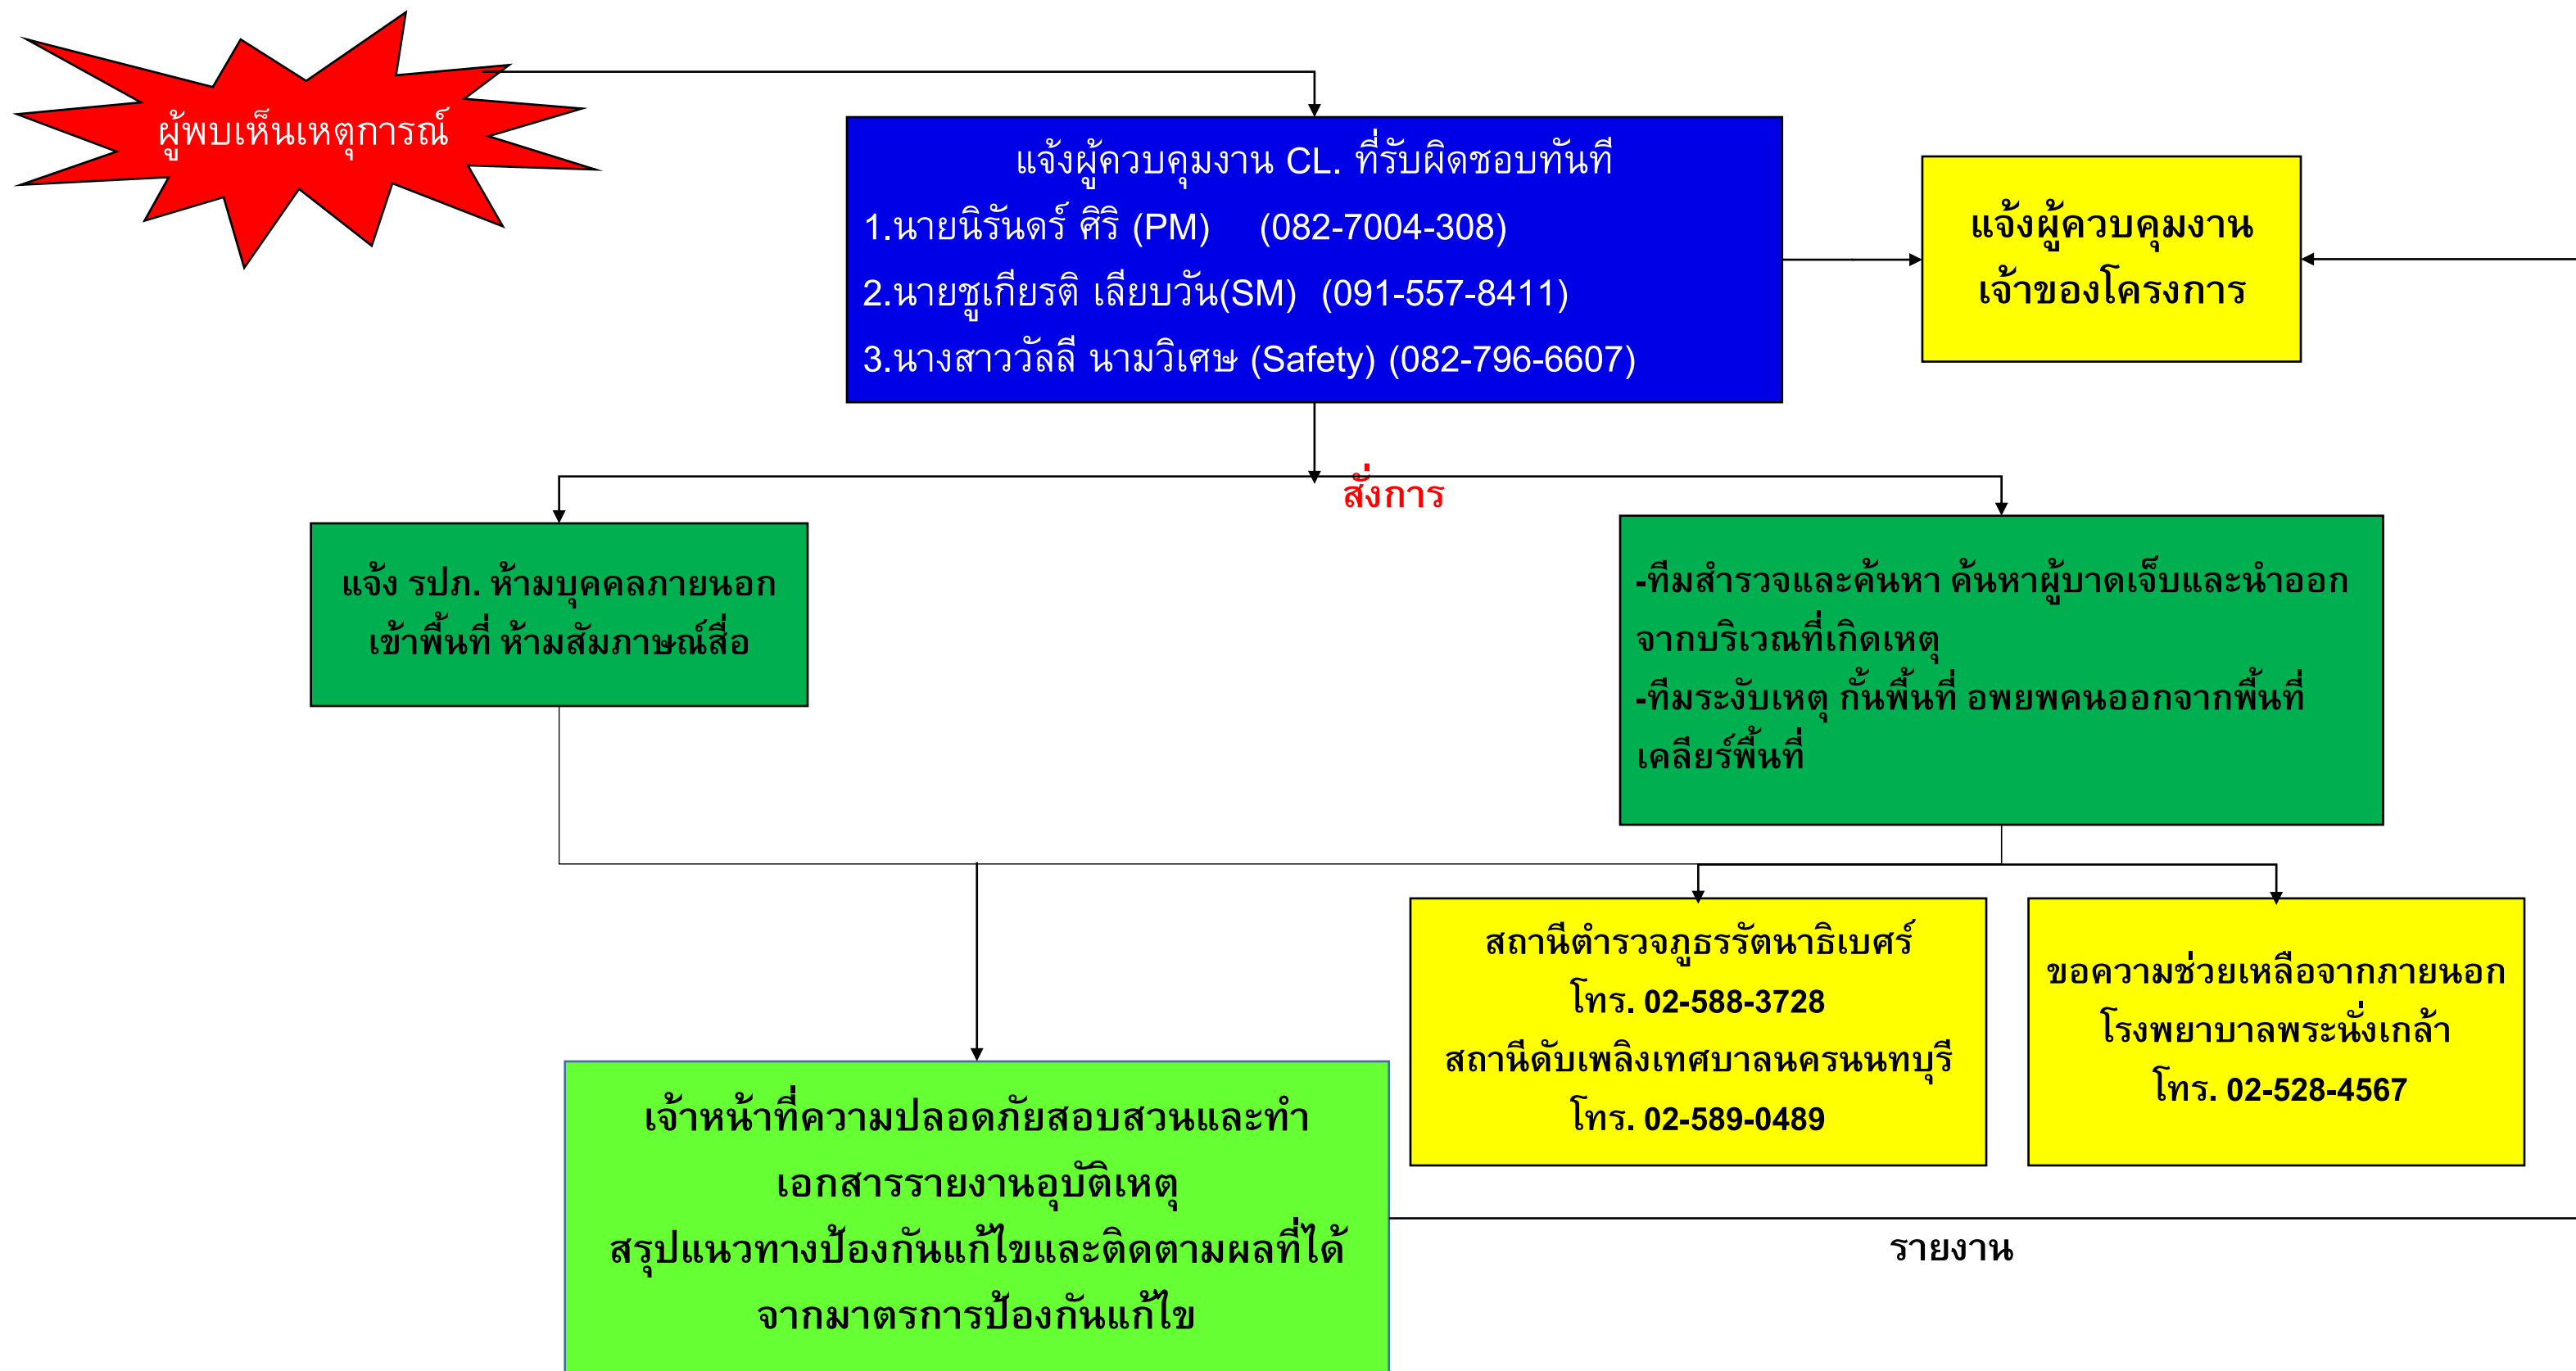 ผู้พบเห็นเหตุการณ์
แจ้งผู้ควบคุมงาน CL. ที่รับผิดชอบทันที
1.นายนิรันดร์ ศิริ (PM) (082-7004-308)
2.นายชูเกียรติ เลียบวัน(SM) (091-557-8411)
3.นางสาววัลลี นามวิเศษ (Safety) (082-796-6607)
แจ้งผู้ควบคุมงาน
เจ้าของโครงการ
สั่งการ
แจ้ง รปภ. ห้ามบุคคลภายนอก
เข้าพื้นที่ ห้ามสัมภาษณ์สื่อ
-ทีมสำรวจและค้นหา ค้นหาผู้บาดเจ็บและนำออก
จากบริเวณที่เกิดเหตุ
-ทีมระงับเหตุ กั้นพื้นที่ อพยพคนออกจากพื้นที่
เคลียร์พื้นที่
สถานีตำรวจภูธรรัตนาธิเบศร์
โทร. 02-588-3728
สถานีดับเพลิงเทศบาลนครนนทบุรี
โทร. 02-589-0489
ขอความช่วยเหลือจากภายนอก
โรงพยาบาลพระนั่งเกล้า
โทร. 02-528-4567
เจ้าหน้าที่ความปลอดภัยสอบสวนและทำ
เอกสารรายงานอุบัติเหตุ
สรุปแนวทางป้องกันแก้ไขและติดตามผลที่ได้
จากมาตรการป้องกันแก้ไข
รายงาน